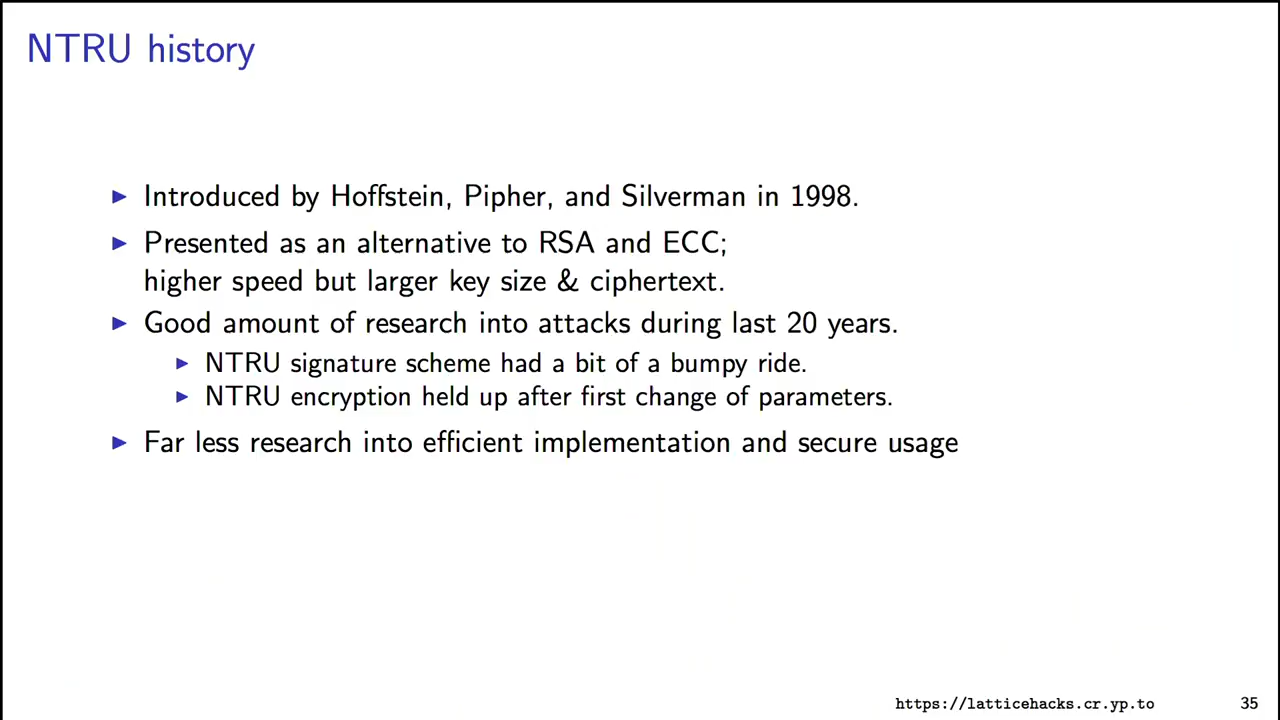 NTRU history
▶ Introduced by Hoffstein, Pipher, and Silverman in 1998.
▶ Presented as an alternative to RSA and ECC;
higher speed but larger key size & ciphertext.
▶ Good amount of research into attacks during last 20 years.
▶ NTRU signature scheme had a bit of a bumpy ride.
▶ NTRU encryption held up after first change of parameters.
▶ Far less research into efficient implementation and secure usage
https://latticehacks.cr.yp.to 35